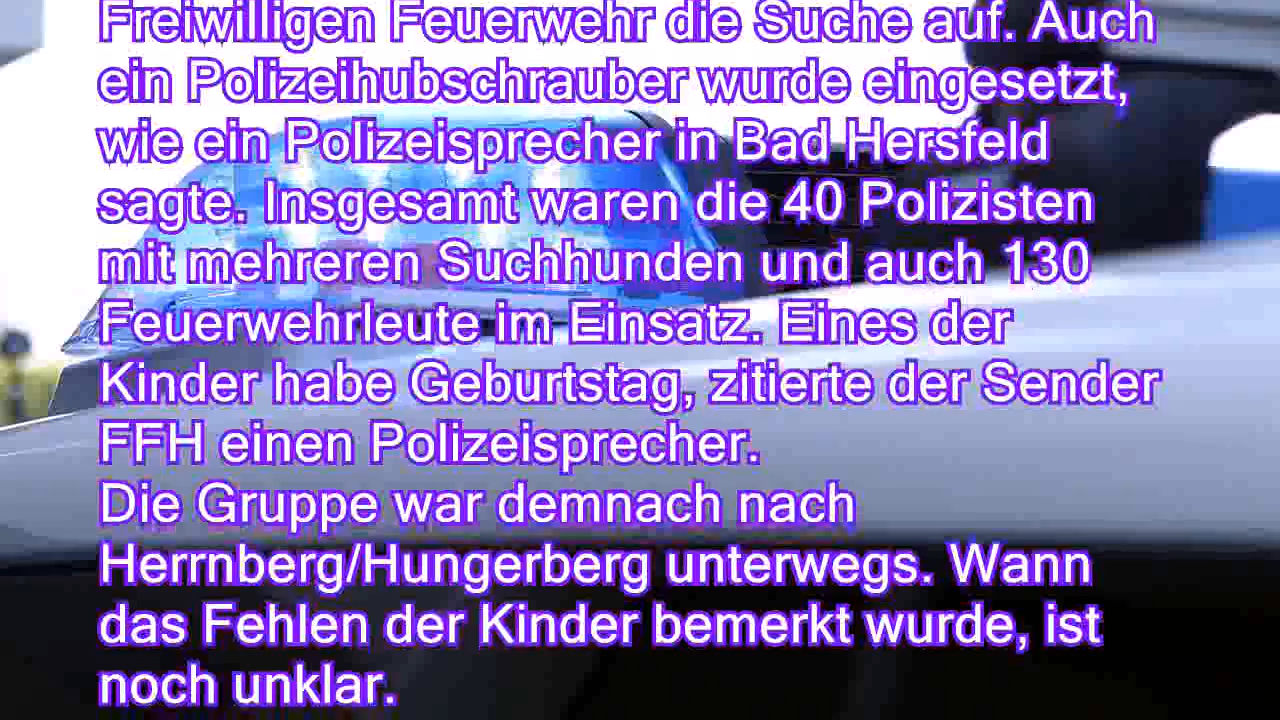 Freiwilligen Feuerwehr die Suche auf. Auch
ein Polizeihubschrauber wurde eingesetzt,
wie ein Polizeisprecher in Bad Hersfeld
sagte. Insgesamt waren die 40 Polizisten
mit mehreren Suchhunden und auch 130
Feuerwehrleute im Einsatz. Eines der
Kinder habe Geburtstag, zitierte der Sender
FFH einen Polizeisprecher.
Die Gruppe war demnach nach
Herrnberg/Hungerberg unterwegs. Wann
das Fehlen der Kinder bemerkt wurde, ist
noch unklar.